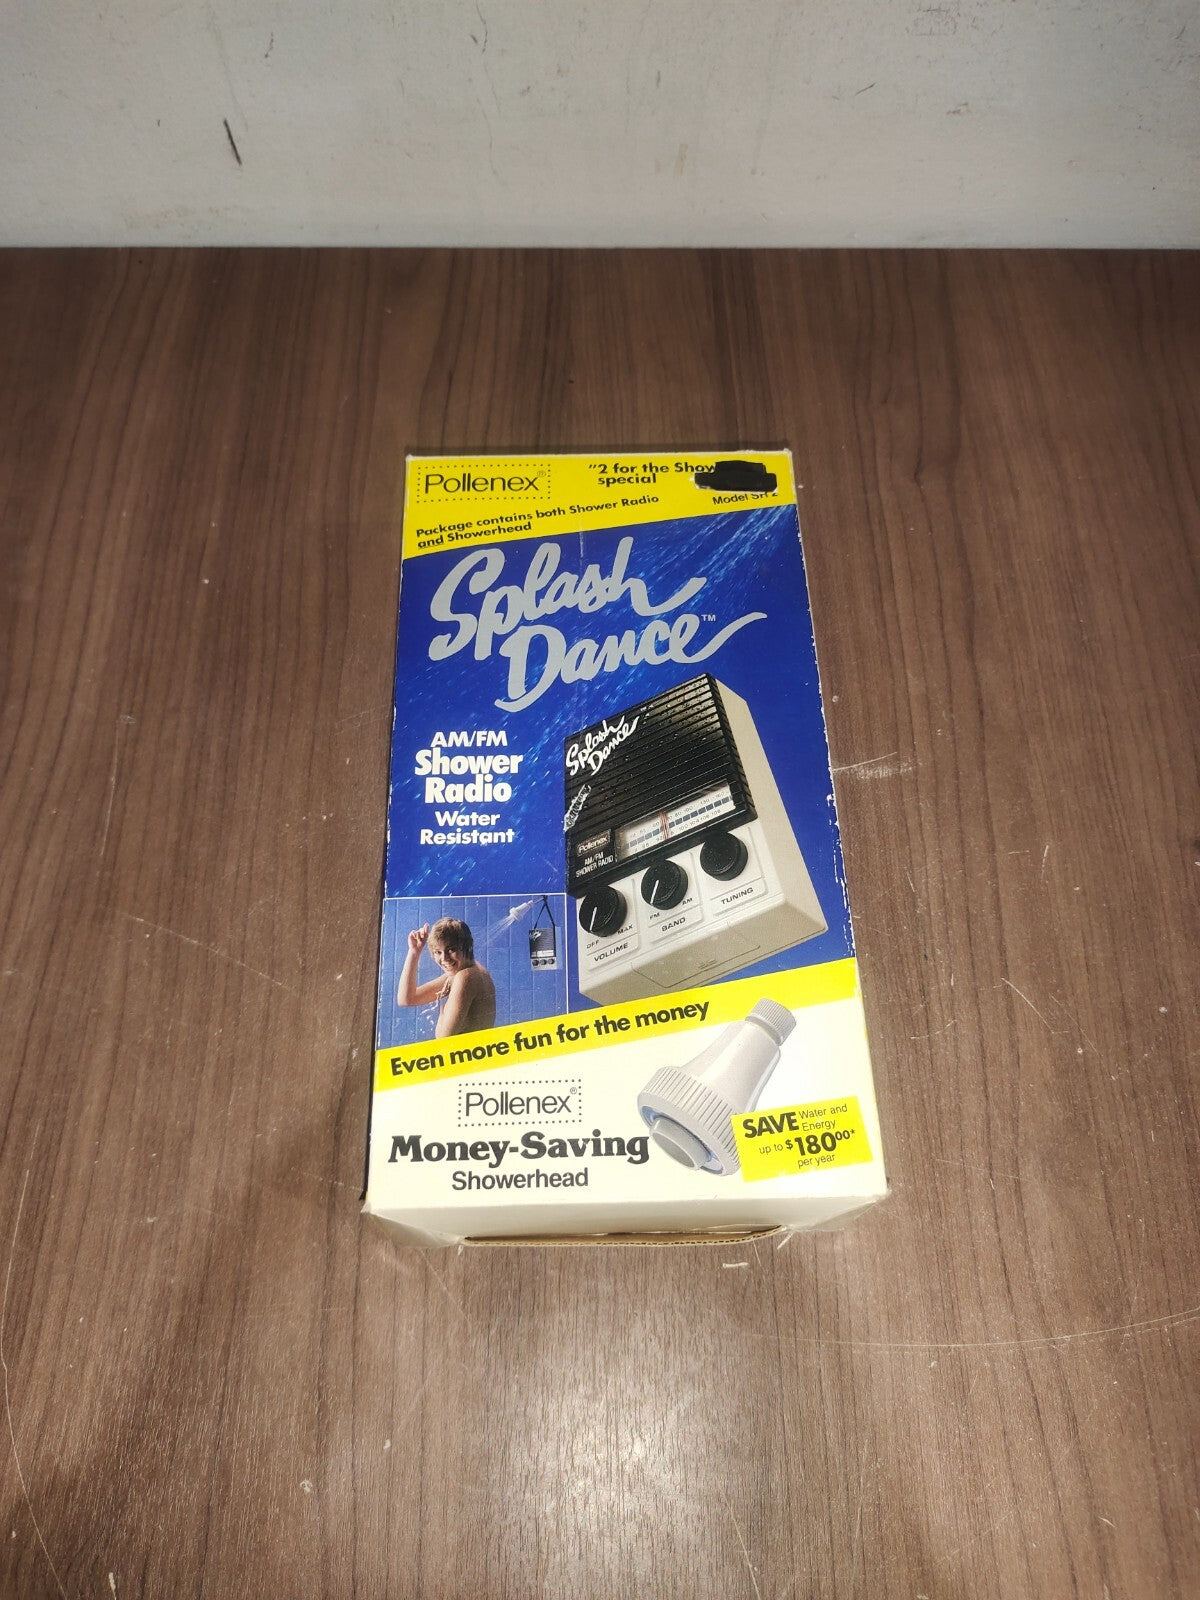 Pollenex®
"2 for the Show
special
Model SH 2
Package contains both Shower Radio
and Showerhead
Splash
Dance™
AM/FM
Shower
Radio
Water
Resistant
Splash
Dance
Pollenex
AM/FM
SHOWER RADIO
OFF MAX
VOLUME
FM AM
BAND
TUNING
Even more fun for the money
Pollenex®
Money-Saving
Showerhead
SAVE Water and
Energy
up to $18000*
per year